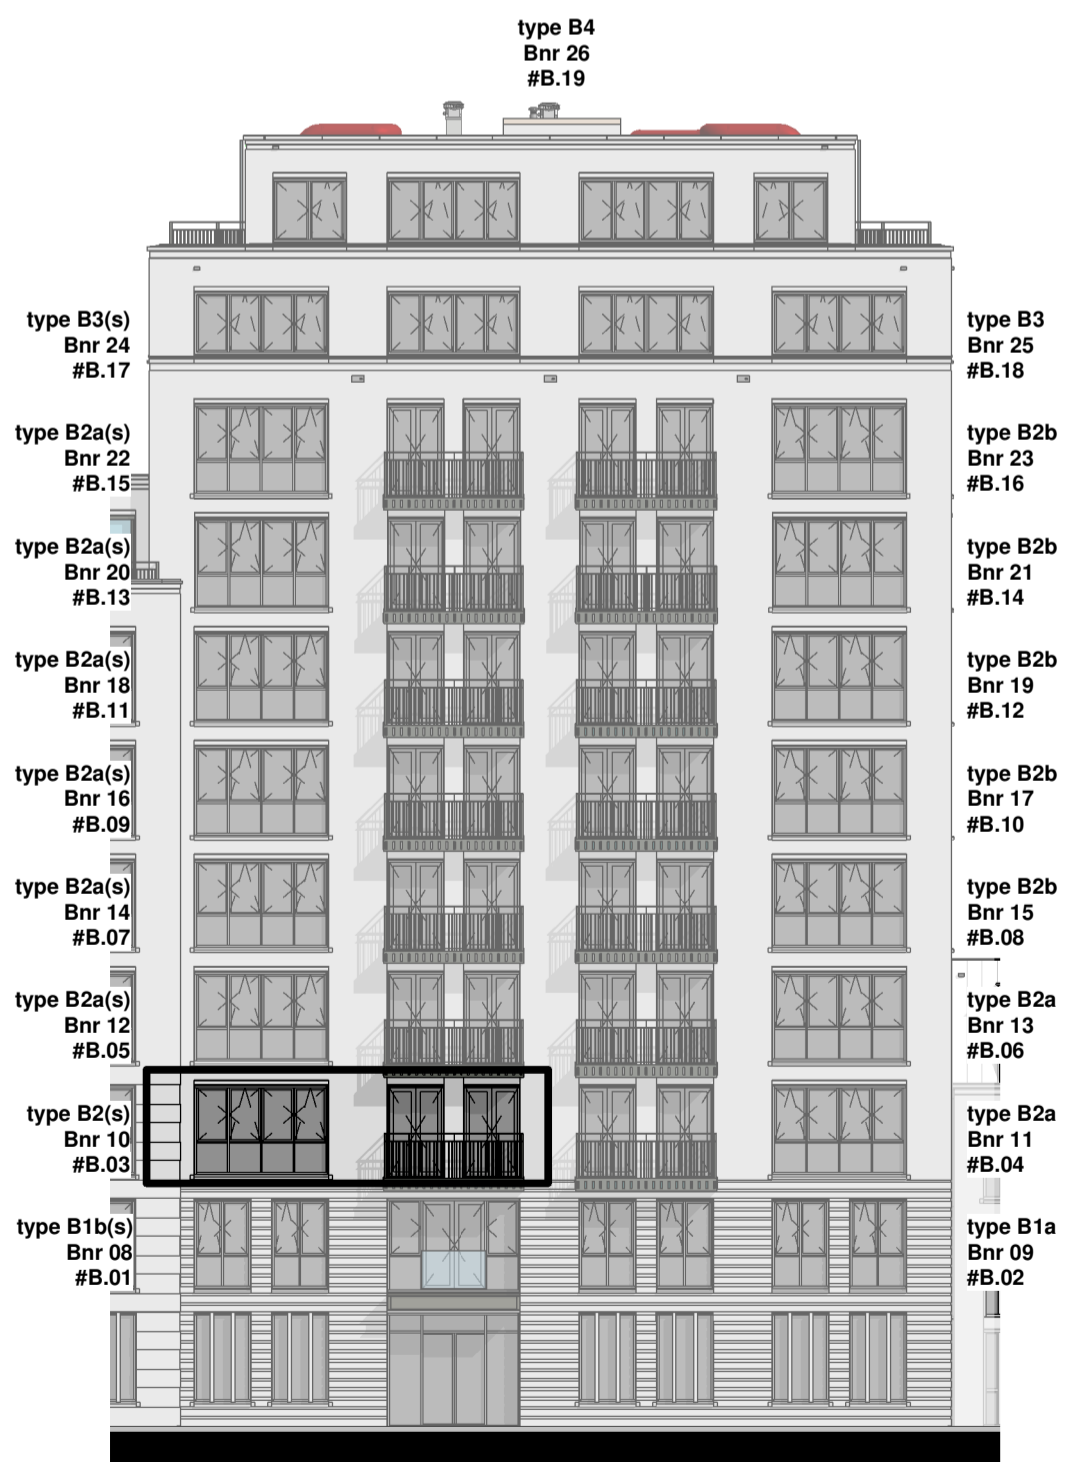 type B4
Bnr 26
#B.19
type B3(s)
Bnr 24
#B.17
type B3
Bnr 25
#B.18
type B2a(s)
Bnr 22
#B.15
type B2b
Bnr 23
#B.16
type B2a(s)
Bnr 20
#B.13
type B2b
Bnr 21
#B.14
type B2a(s)
Bnr 18
#B.11
type B2b
Bnr 19
#B.12
type B2a(s)
Bnr 16
#B.09
type B2b
Bnr 17
#B.10
type B2a(s)
Bnr 14
#B.07
type B2b
Bnr 15
#B.08
type B2a(s)
Bnr 12
#B.05
type B2a
Bnr 13
#B.06
type B2(s)
Bnr 10
#B.03
type B2a
Bnr 11
#B.04
type B1b(s)
Bnr 08
#B.01
type B1a
Bnr 09
#B.02